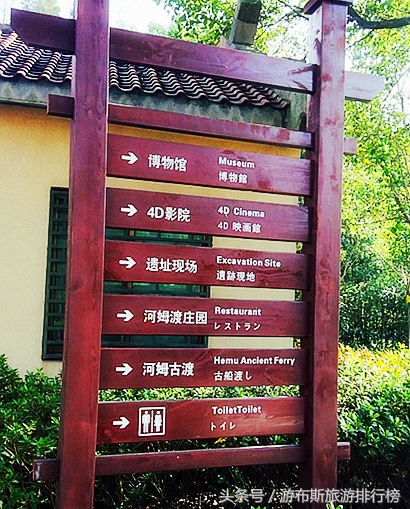 → 博物馆 Museum
博物館
→ 4D影院 4D Cinema
4D 映画館
→ 遗址现场 Excavation Site
遺跡現地
→ 河姆渡庄园 Restaurant
レストラン
→ 河姆古渡 Hemu Ancient Ferry
古船渡し
→ ToiletToilet
トイレ
头条号 / 游布斯旅游排行榜